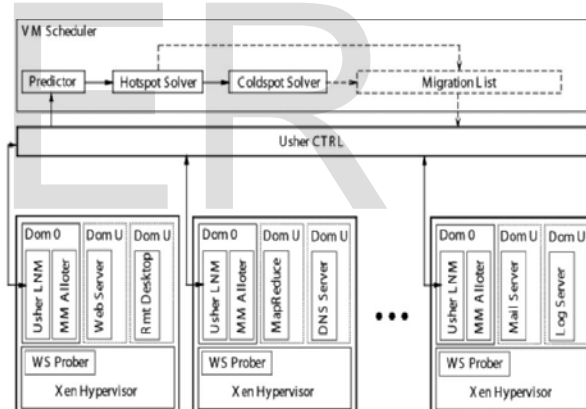 ER
VM Scheduler
Predictor
Hotspot Solver
Coldspot Solver
Migration List
Usher CTRL
Dom 0
Dom U
Dom U
Usher LNM
MM Alloter
Web Server
Rmt Desktop
WS Prober
Xen Hypervisor
Dom 0
Dom U
Dom U
Usher LNM
MM Alloter
MapReduce
DNS Server
WS Prober
Xen Hypervisor
Dom 0
Dom U
Dom U
Usher LNM
MM Alloter
Mail Server
Log Server
WS Prober
Xen Hypervisor